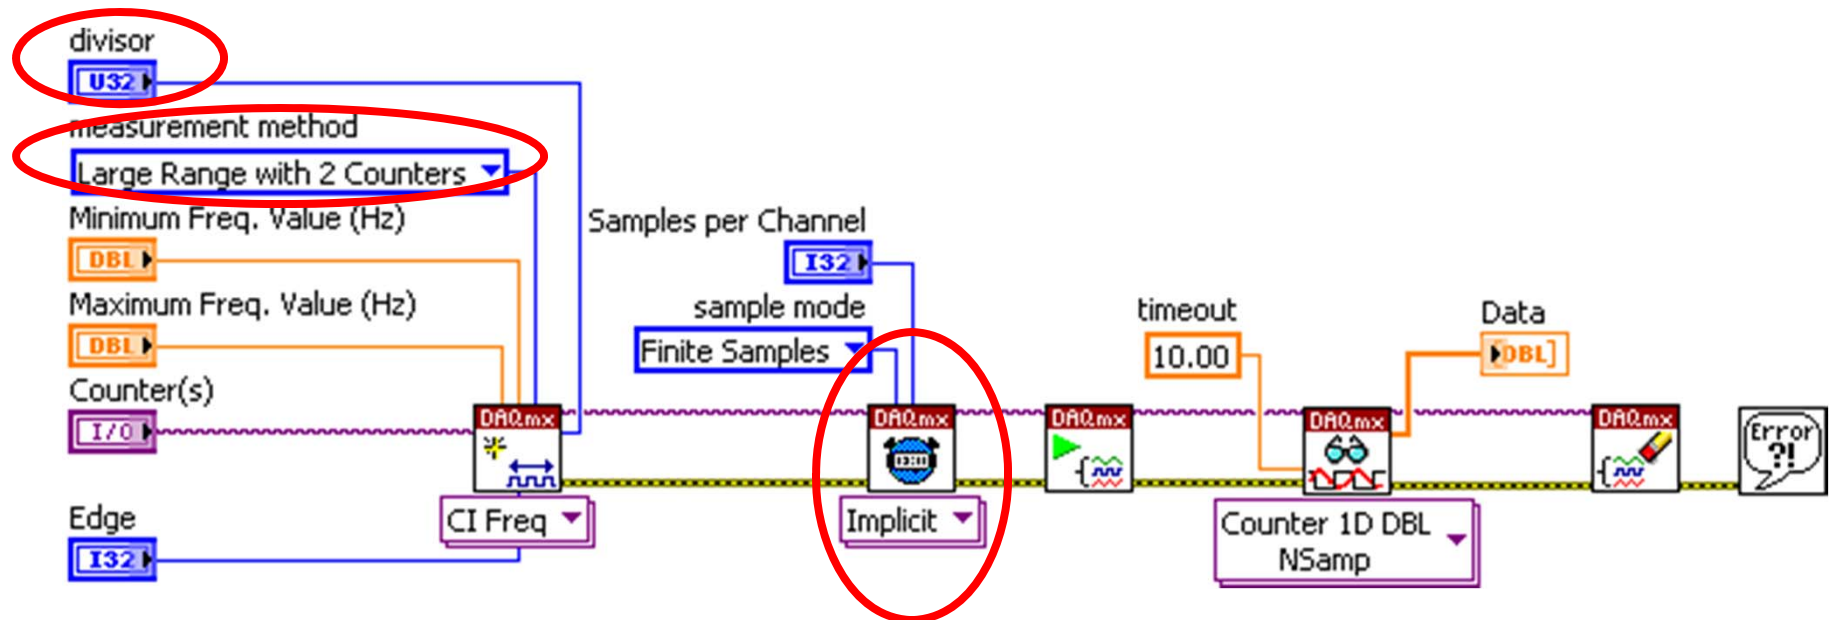 divisor
U32
measurement method
Large Range with 2 Counters
Minimum Freq. Value (Hz)
DBL
Maximum Freq. Value (Hz)
DBL
Counter(s)
I/O
Edge
I32
DAQmx
CI Freq
Samples per Channel
I32
sample mode
Finite Samples
DAQmx
Implicit
DAQmx
timeout
10.00
DAQmx
Counter 1D DBL
NSamp
Data
[DBL]
DAQmx
Error
?!